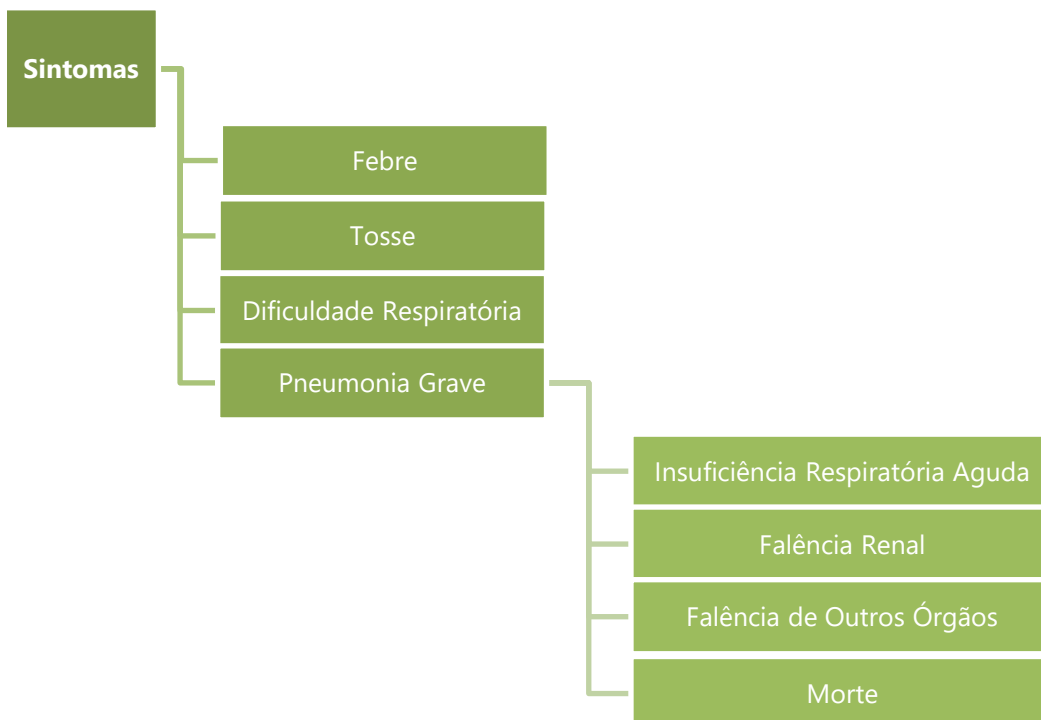 Sintomas
Febre
Tosse
Dificuldade Respiratória
Pneumonia Grave
Insuficiência Respiratória Aguda
Falência Renal
Falência de Outros Órgãos
Morte